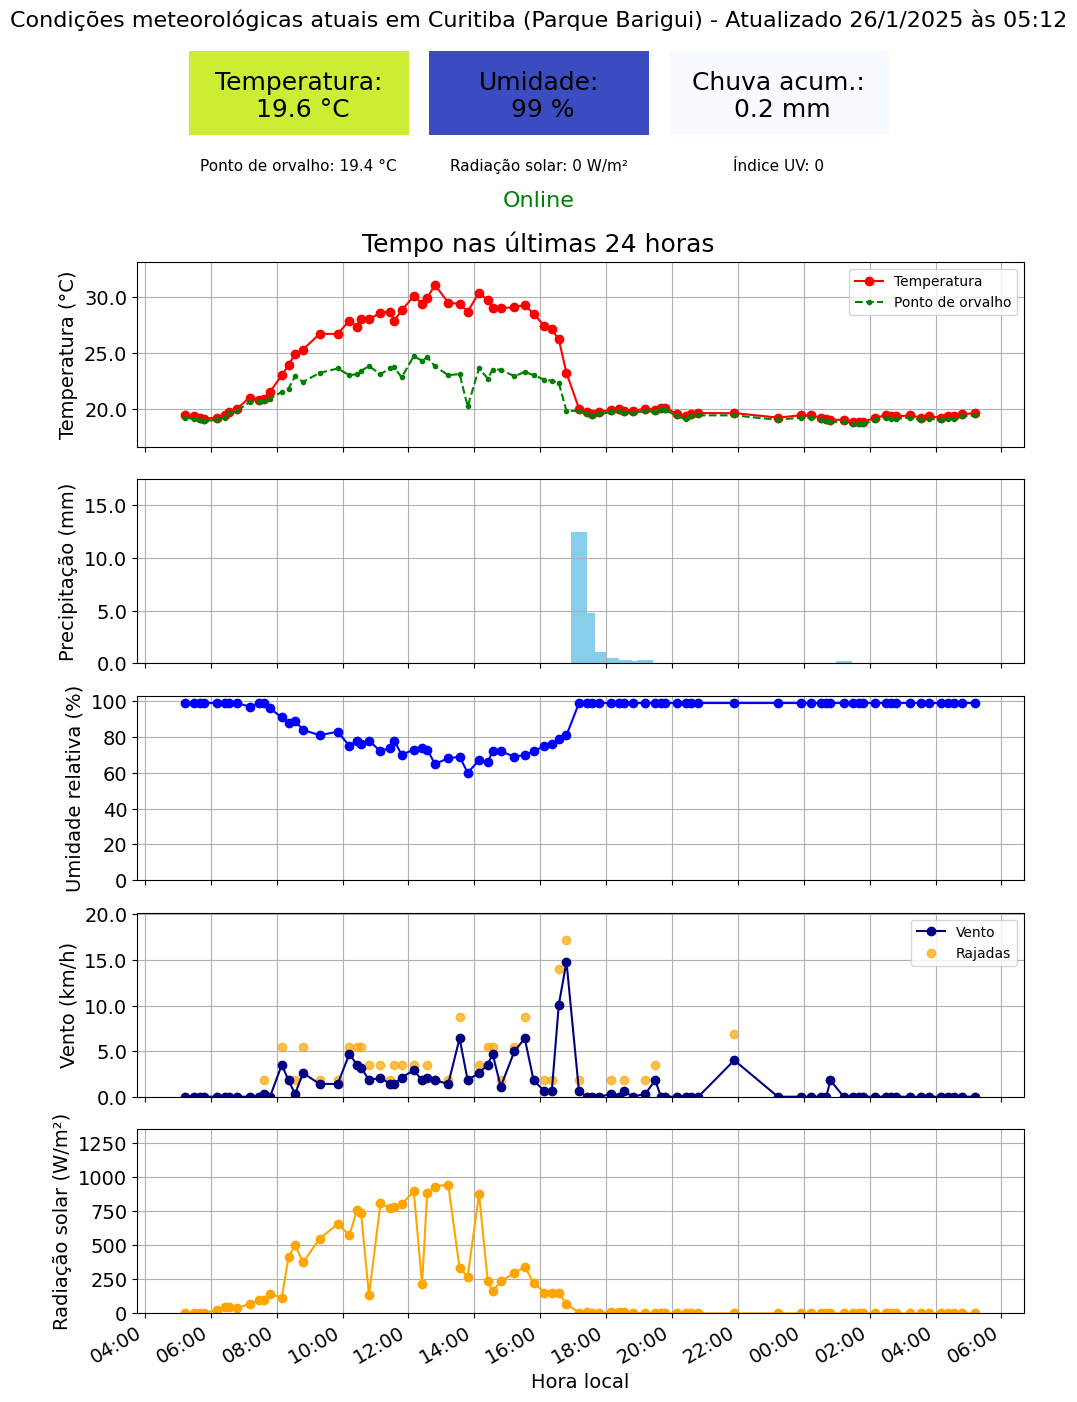 Condições meteorológicas atuais em Curitiba (Parque Barigui) - Atualizado 26/1/2025 às 05:12
Temperatura:
19.6 °C
Umidade:
99 %
Chuva acum.:
0.2 mm
Ponto de orvalho: 19.4 °C
Radiação solar: 0 W/m²
Índice UV: 0
Online
Tempo nas últimas 24 horas
Temperatura (°C)
30.0
25.0
20.0
Temperatura
Ponto de orvalho
Precipitação (mm)
15.0
10.0
5.0
0.0
Umidade relativa (%)
100
80
60
40
20
0
Vento (km/h)
20.0
15.0
10.0
5.0
0.0
Vento
Rajadas
Radiação solar (W/m²)
1250
1000
750
500
250
0
04:00
06:00
08:00
10:00
12:00
14:00
16:00
18:00
20:00
22:00
00:00
02:00
04:00
06:00
Hora local